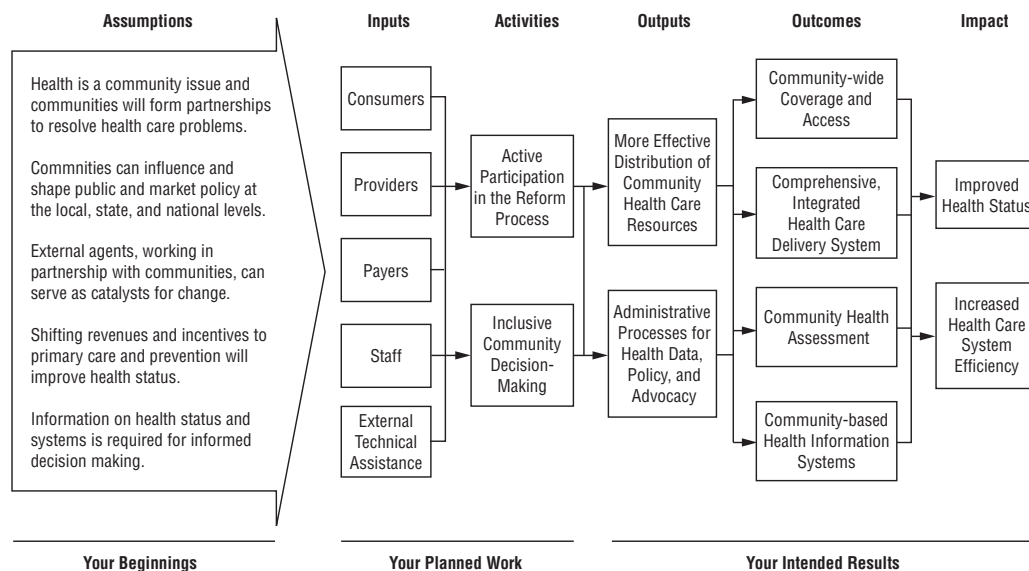 Assumptions
Inputs
Activities
Outputs
Outcomes
Impact
Health is a community issue and
communities will form partnerships
to resolve health care problems.
Commnities can influence and
shape public and market policy at
the local, state, and national levels.
External agents, working in
partnership with communities, can
serve as catalysts for change.
Shifting revenues and incentives to
primary care and prevention will
improve health status.
Information on health status and
systems is required for informed
decision making.
Consumers
Providers
Payers
Staff
External
Technical
Assistance
Active
Participation
in the Reform
Process
Inclusive
Community
Decision-
Making
More Effective
Distribution of
Community
Health Care
Resources
Administrative
Processes for
Health Data,
Policy, and
Advocacy
Community-wide
Coverage and
Access
Comprehensive,
Integrated
Health Care
Delivery System
Community Health
Assessment
Community-based
Health Information
Systems
Improved
Health Status
Increased
Health Care
System
Efficiency
Your Beginnings
Your Planned Work
Your Intended Results